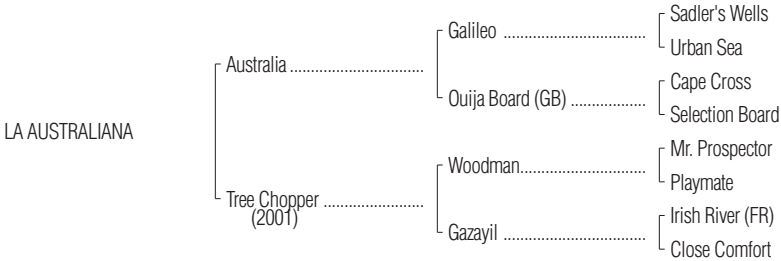 Sadler's Wells
Galileo ....................................
Urban Sea
Australia ..................................
Cape Cross
Ouija Board (GB) ...................
Selection Board
LA AUSTRALIANA
Mr. Prospector
Woodman................................
Playmate
Tree Chopper .........................
(2001)
Irish River (FR)
Gazayil ....................................
Close Comfort